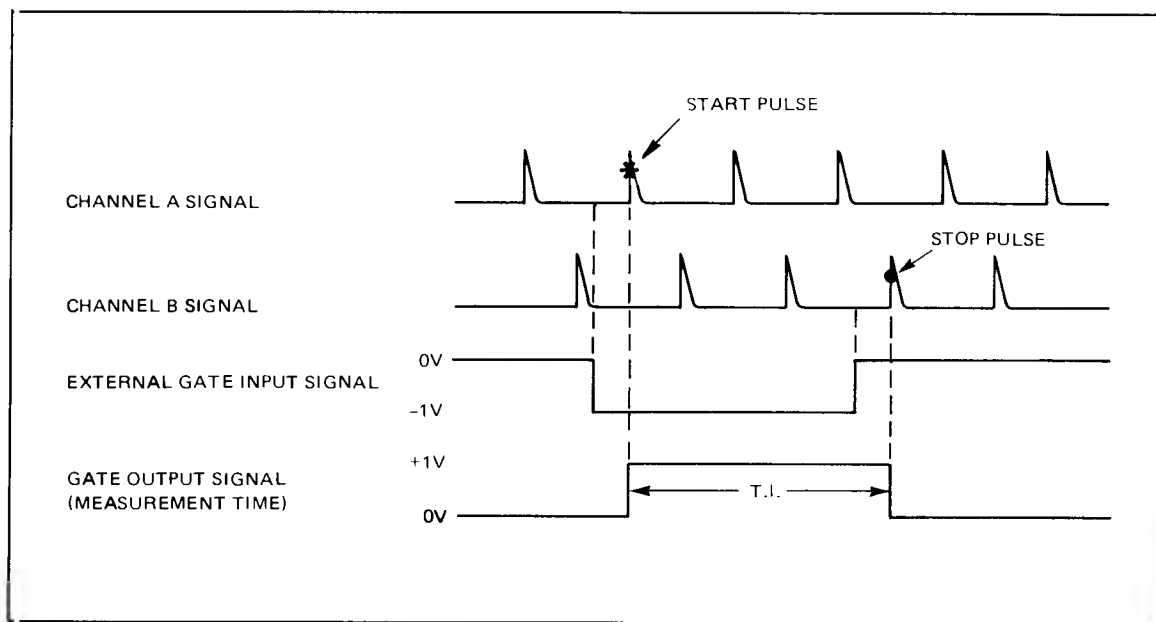 START PULSE
CHANNEL A SIGNAL
STOP PULSE
CHANNEL B SIGNAL
0V
EXTERNAL GATE INPUT SIGNAL
-1V
+1V
GATE OUTPUT SIGNAL
(MEASUREMENT TIME)
T.I.
0V